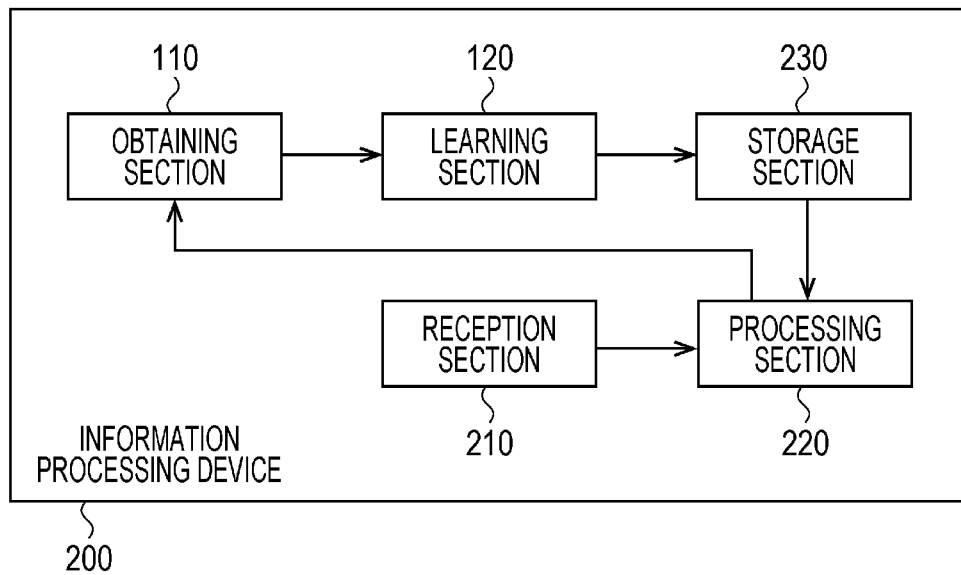 110
120
230
OBTAINING
SECTION
LEARNING
SECTION
STORAGE
SECTION
RECEPTION
SECTION
PROCESSING
SECTION
210
220
INFORMATION
PROCESSING DEVICE
200